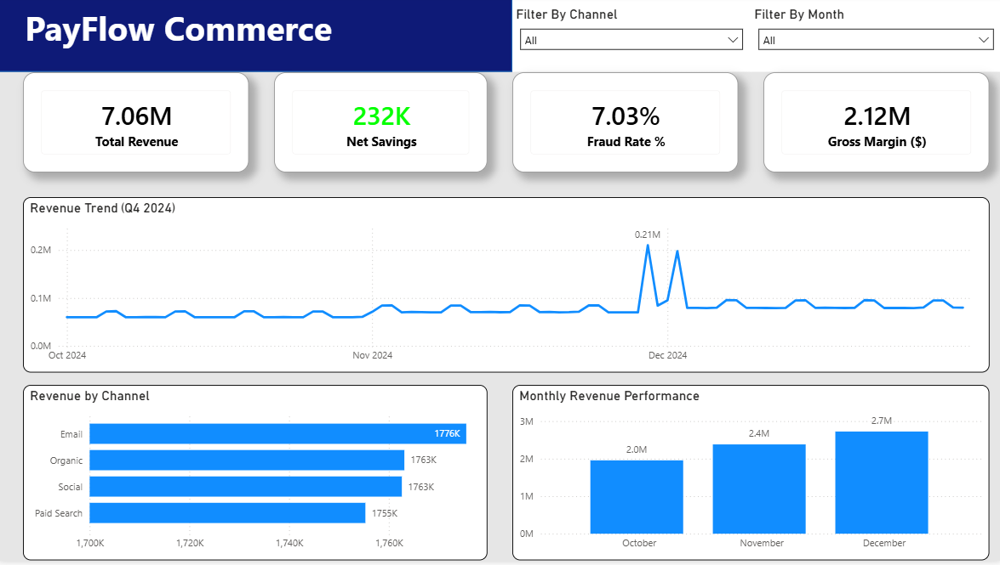 PayFlow Commerce
Filter By Channel
All
Filter By Month
All
7.06M
Total Revenue
232K
Net Savings
7.03%
Fraud Rate %
2.12M
Gross Margin ($)
Revenue Trend (Q4 2024)
0.21M
0.2M
0.1M
0.0M
Oct 2024 Nov 2024 Dec 2024
Revenue by Channel
Email 1776K
Organic 1763K
Social 1763K
Paid Search 1755K
1,700K 1,720K 1,740K 1,760K
Monthly Revenue Performance
3M
2M
1M
0M
2.0M 2.4M 2.7M
October November December